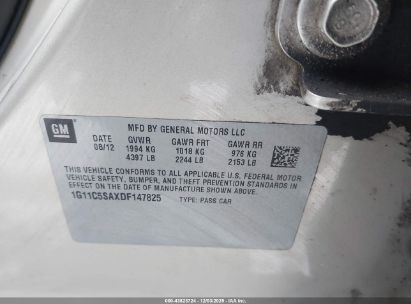 GM
MFD BY GENERAL MOTORS LLC
DATE GVWR GAWR FRT GAWR RR
08/12 1994 KG 1018 KG 976 KG
4397 LB 2244 LB 2153 LB
THIS VEHICLE CONFORMS TO ALL APPLICABLE U.S. FEDERAL MOTOR
VEHICLE SAFETY, BUMPER, AND THEFT PREVENTION STANDARDS IN
EFFECT ON THE DATE OF MANUFACTURE SHOWN ABOVE.
1G11C5SAXDF147825 TYPE: PASS CAR